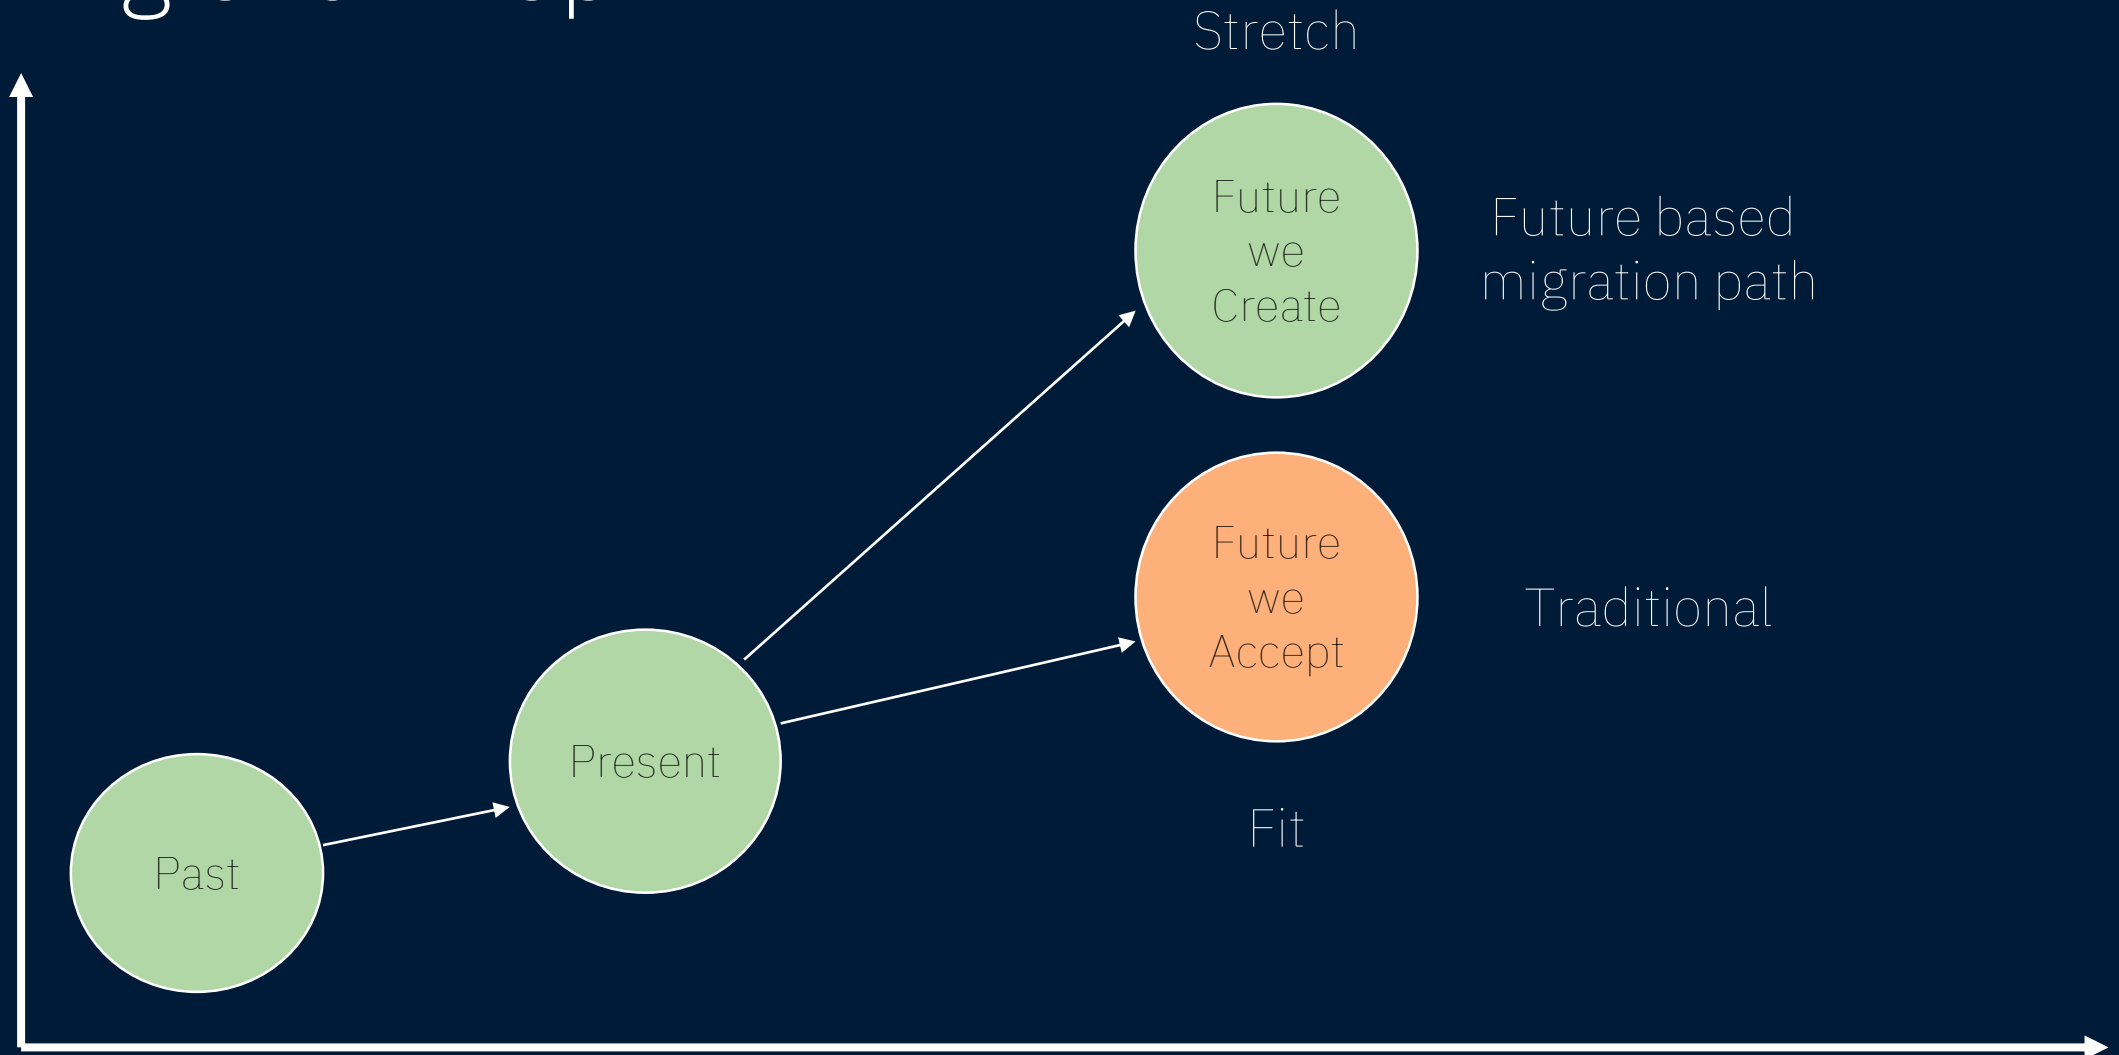 Stretch
Future
we
Create
Future based
migration path
Future
we
Accept
Traditional
Present
Fit
Past